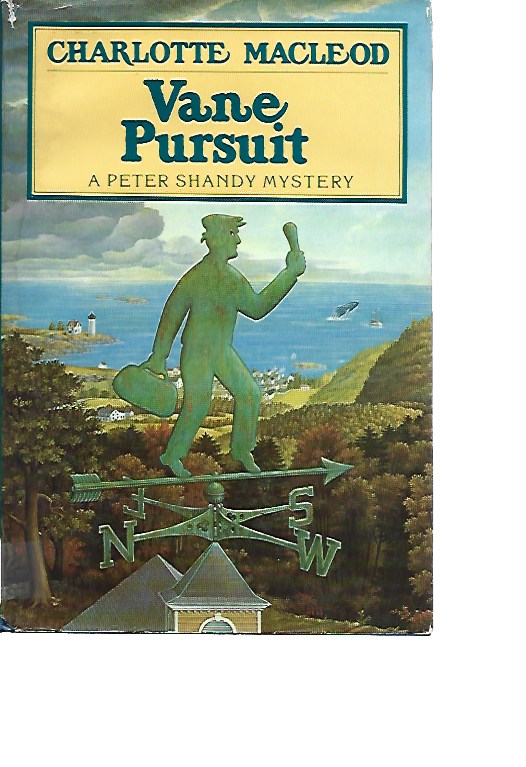 CHARLOTTE MACLEOD
Vane
Pursuit
A PETER SHANDY MYSTERY
E S
N W